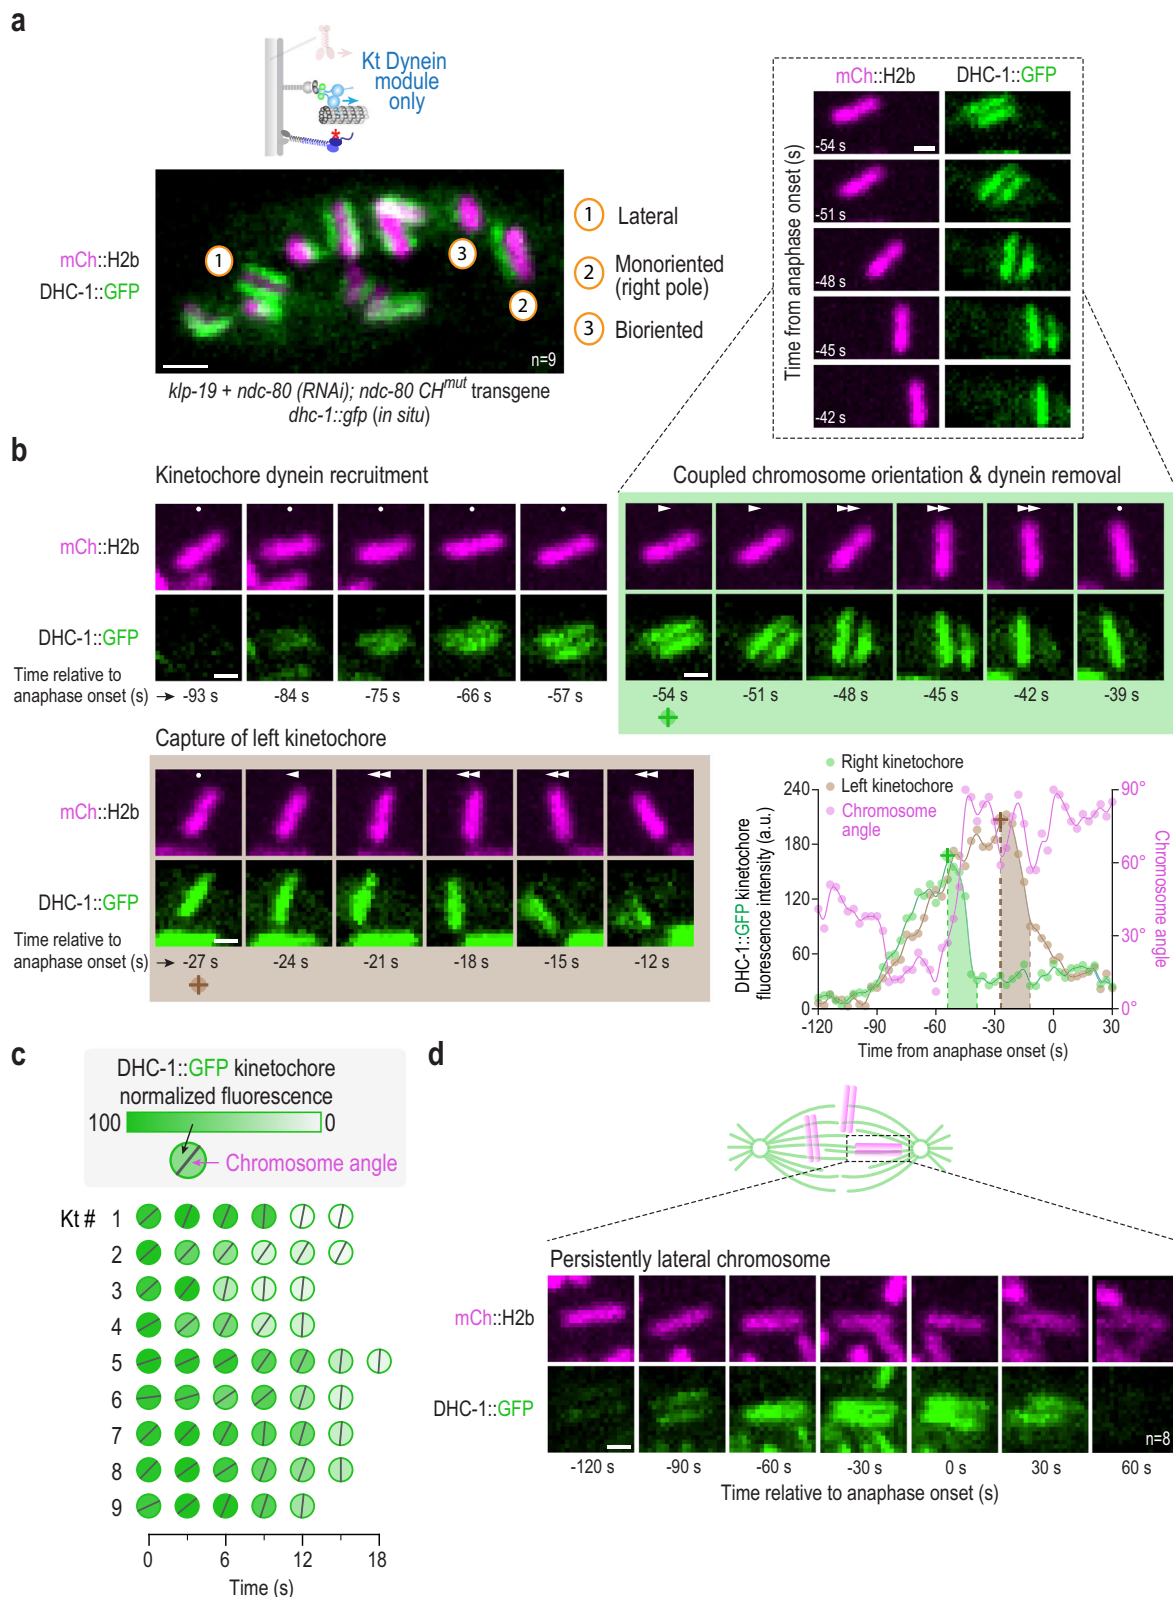 a
Kt Dynein
module
only
mCh::H2b
DHC-1::GFP
1
2
3
n=9
klp-19 + ndc-80 (RNAi); ndc-80 CHmut transgene
dhc-1::gfp (in situ)
1 Lateral
2 Monoriented
(right pole)
3 Bioriented
mCh::H2b DHC-1::GFP
Time from anaphase onset (s)
-54 s
-51 s
-48 s
-45 s
-42 s
b
Kinetochore dynein recruitment
mCh::H2b
DHC-1::GFP
Time relative to
anaphase onset (s) → -93 s -84 s -75 s -66 s -57 s
Coupled chromosome orientation & dynein removal
-54 s -51 s -48 s -45 s -42 s -39 s
Capture of left kinetochore
mCh::H2b
DHC-1::GFP
Time relative to
anaphase onset (s) → -27 s -24 s -21 s -18 s -15 s -12 s
Right kinetochore
Left kinetochore
Chromosome
angle
DHC-1::GFP kinetochore
fluorescence intensity (a.u.)
240
180
120
60
0
90°
60°
30°
0°
Chromosome angle
-120 -90 -60 -30 0 30
Time from anaphase onset (s)
c
DHC-1::GFP kinetochore
normalized fluorescence
100 0
Chromosome angle
Kt # 1
2
3
4
5
6
7
8
9
0 6 12 18
Time (s)
d
Persistently lateral chromosome
mCh::H2b
DHC-1::GFP
n=8
-120 s -90 s -60 s -30 s 0 s 30 s 60 s
Time relative to anaphase onset (s)